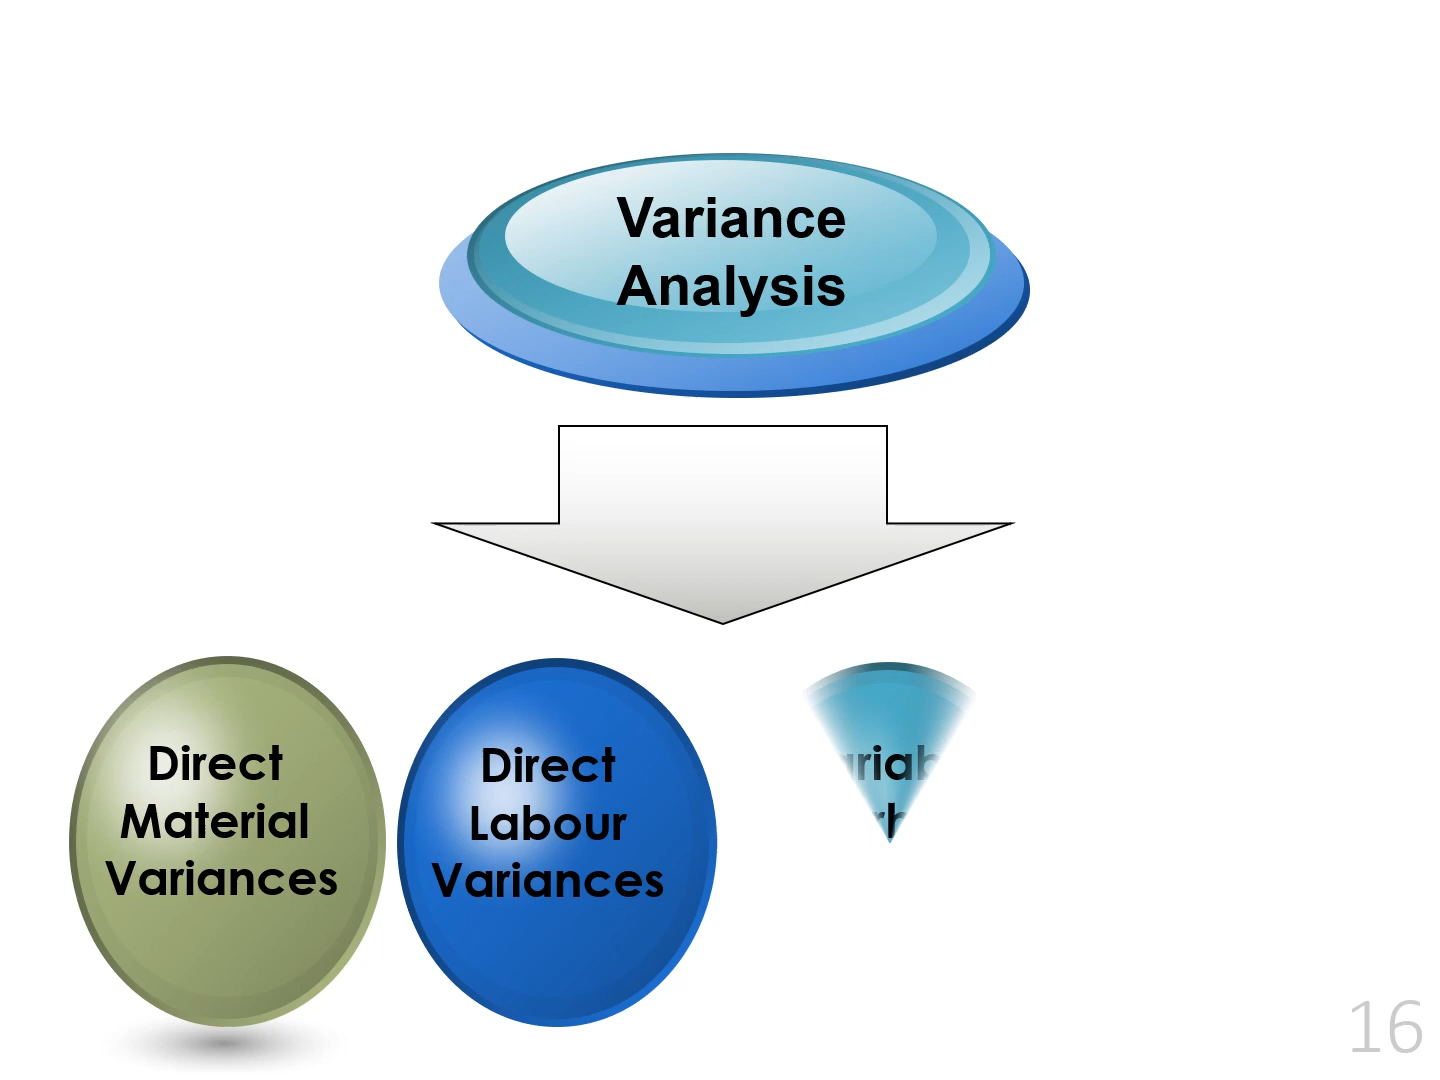 Variance
Analysis
Direct
Material
Variances
Direct
Labour
Variances
16